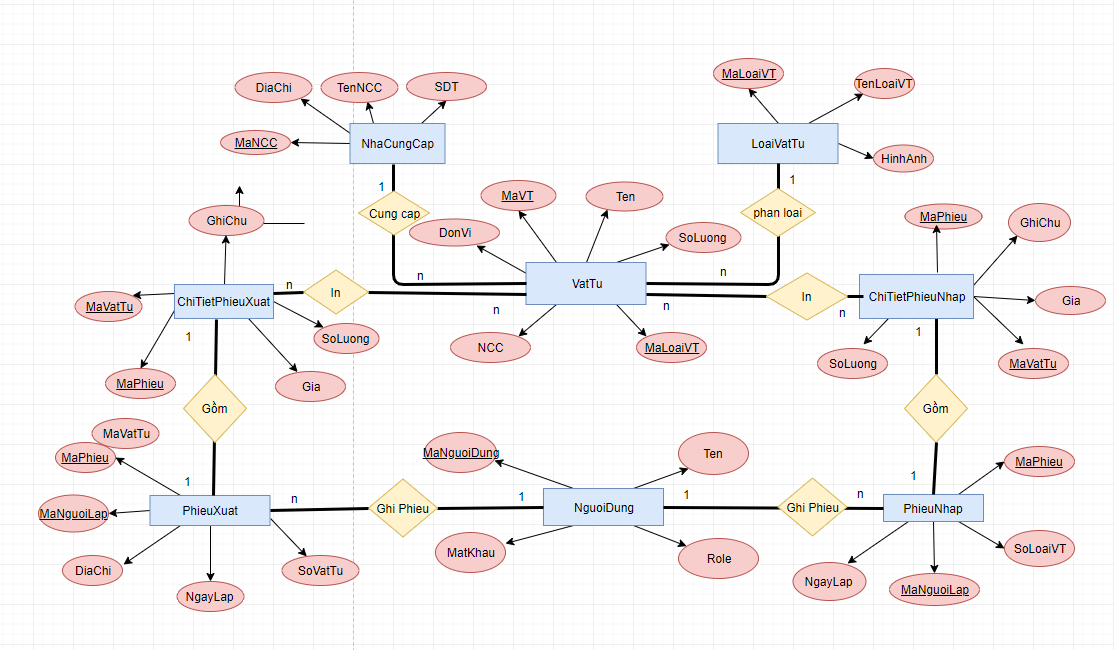 MaLoaiVT
DiaChi
TenNCC
SDT
TenLoaiVT
MaNCC
NhaCungCap
LoaiVatTu
HinhAnh
1
1
MaVT
Ten
GhiChu
Cung cap
phan loai
MaPhieu
GhiChu
DonVi
SoLuong
n
n
ChiTietPhieuXuat
n
In
VatTu
In
ChiTietPhieuNhap
Gia
MaVatTu
n
n
n
1
SoLuong
NCC
MaLoaiVT
1
SoLuong
MaVatTu
MaPhieu
Gia
Gồm
Gồm
MaVatTu
MaPhieu
MaNguoiDung
Ten
MaPhieu
1
n
1
1
n
1
MaNguoiLap
PhieuXuat
Ghi Phieu
NguoiDung
Ghi Phieu
PhieuNhap
DiaChi
SoVatTu
MatKhau
Role
SoLoaiVT
NgayLap
NgayLap
MaNguoiLap